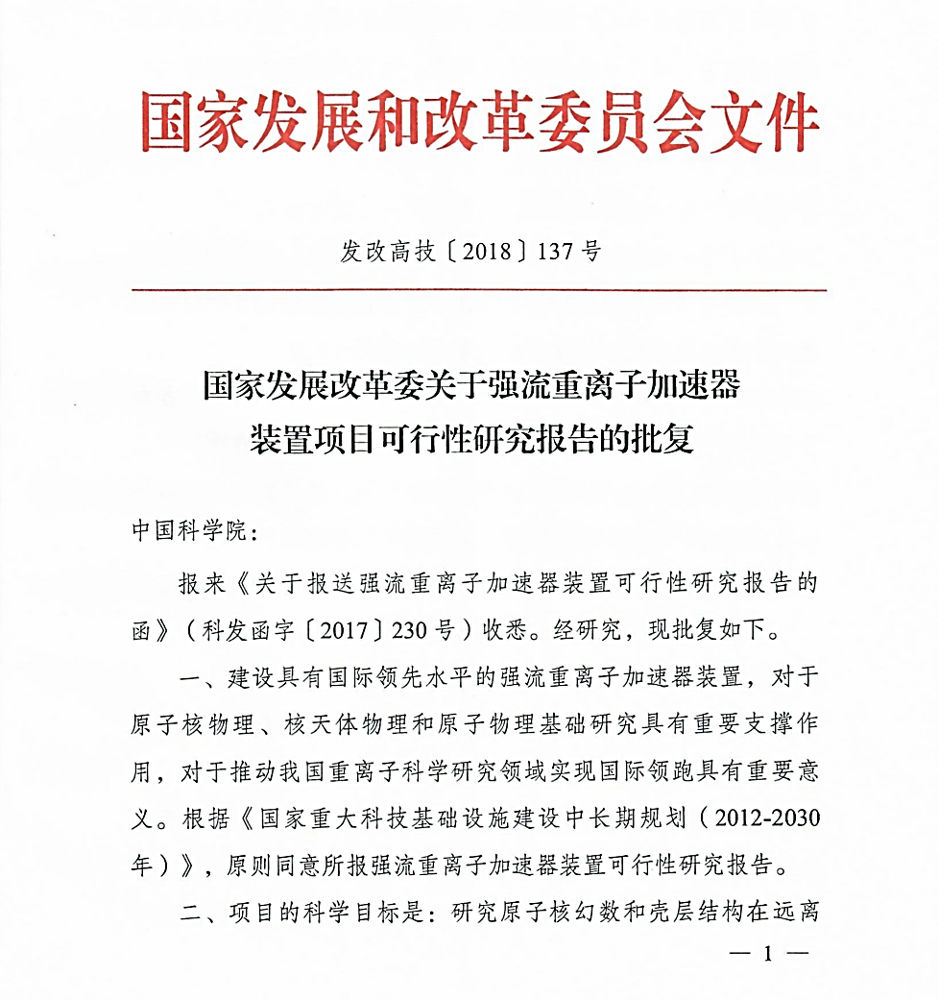 国家发展和改革委员会文件
发改高技〔2018〕137号
国家发展改革委关于强流重离子加速器
装置项目可行性研究报告的批复
中国科学院：
报来《关于报送强流重离子加速器装置可行性研究报告的
函》（科发函字〔2017〕230号）收悉。经研究，现批复如下。
一、建设具有国际领先水平的强流重离子加速器装置，对于
原子核物理、核天体物理和原子物理基础研究具有重要支撑作
用，对于推动我国重离子科学研究领域实现国际领跑具有重要意
义。根据《国家重大科技基础设施建设中长期规划（2012-2030
年）》，原则同意所报强流重离子加速器装置可行性研究报告。
二、项目的科学目标是：研究原子核幻数和壳层结构在远离
— 1 —